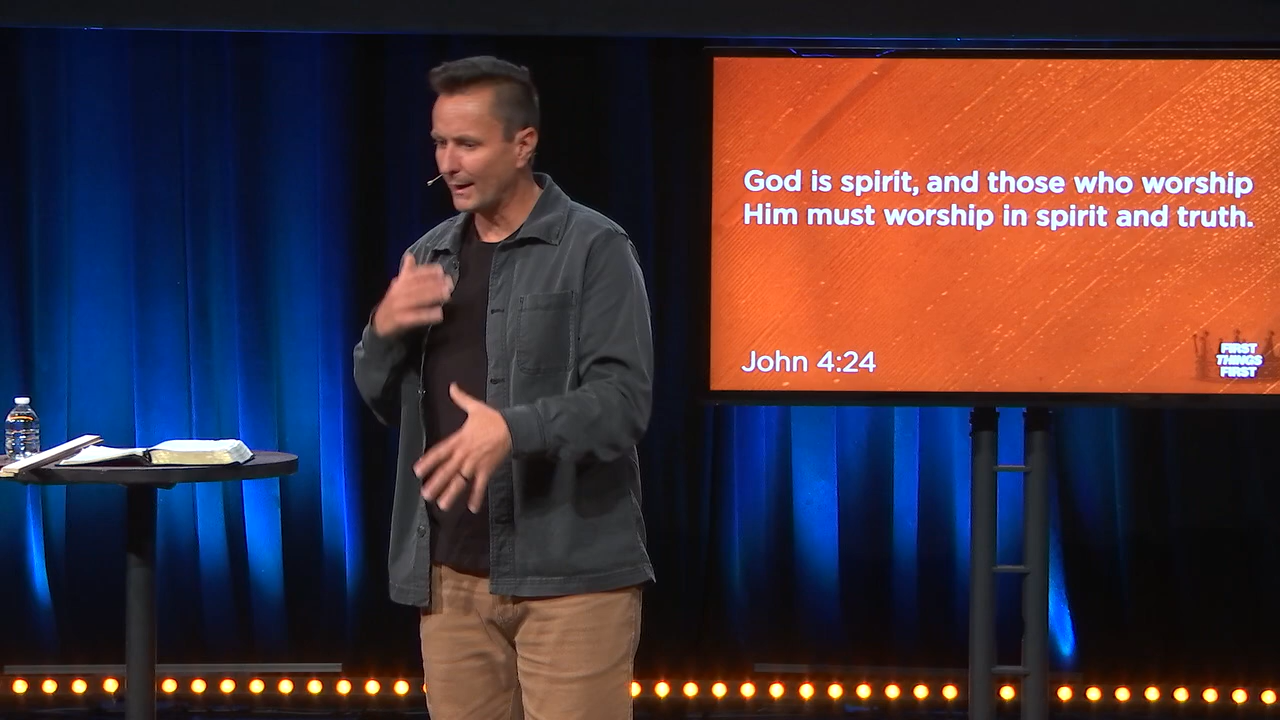 God is spirit, and those who worship
Him must worship in spirit and truth.
John 4:24
FIRST
THINGS
FIRST